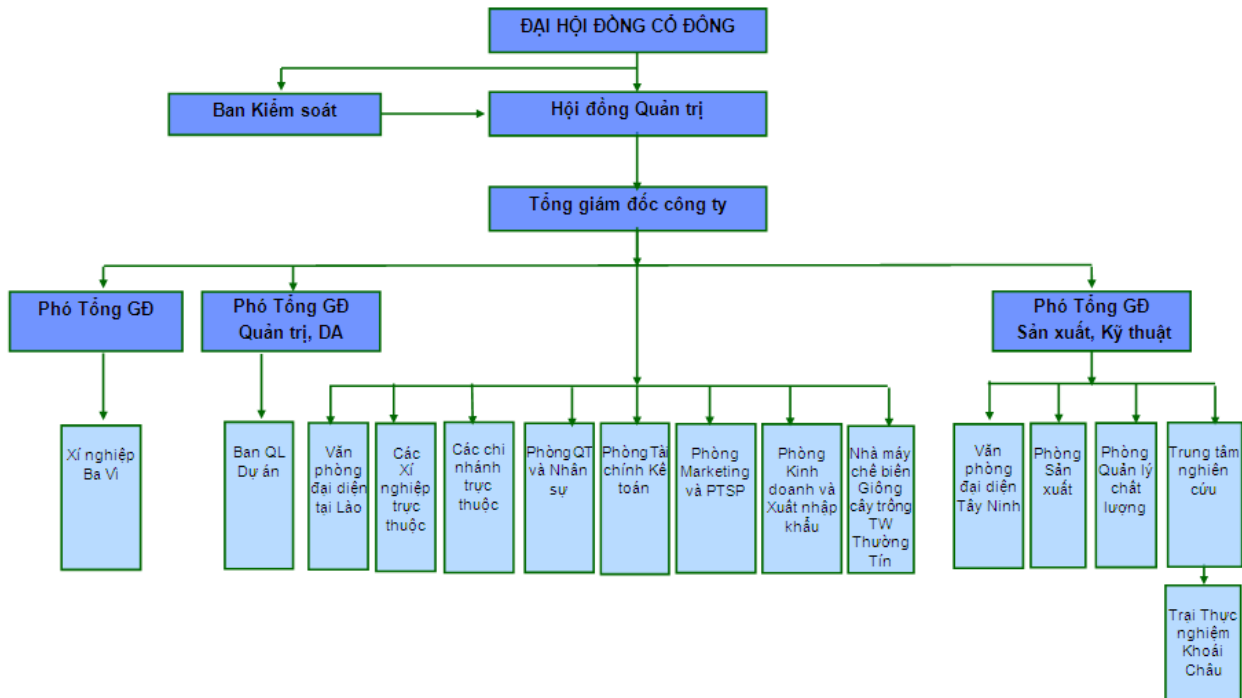 ĐẠI HỘI ĐỒNG CỔ ĐÔNG
Ban Kiểm soát
Hội đồng Quản trị
Tổng giám đốc công ty
Phó Tổng GĐ
Phó Tổng GĐ
Quản trị, DA
Phó Tổng GĐ
Sản xuất, Kỹ thuật
Xí nghiệp
Ba Vì
Ban QL
Dự án
Văn
phòng
đại diện
tại Lào
Các
Xí
nghiệp
trực
thuộc
Các chi
nhánh
trực
thuộc
Phòng QT
và Nhân
sự
Phòng Tài
chính Kế
toán
Phòng
Marketing
và PTSP
Phòng
Kinh
doanh và
Xuất nhập
khẩu
Nhà máy
chế biến
Giống
cây trồng
TW
Thường
Tín
Văn
phòng
đại diện
Tây Ninh
Phòng
Sản
xuất
Phòng
Quản lý
chất
lượng
Trung tâm
nghiên
cứu
Trại Thực
nghiệm
Khoái
Châu